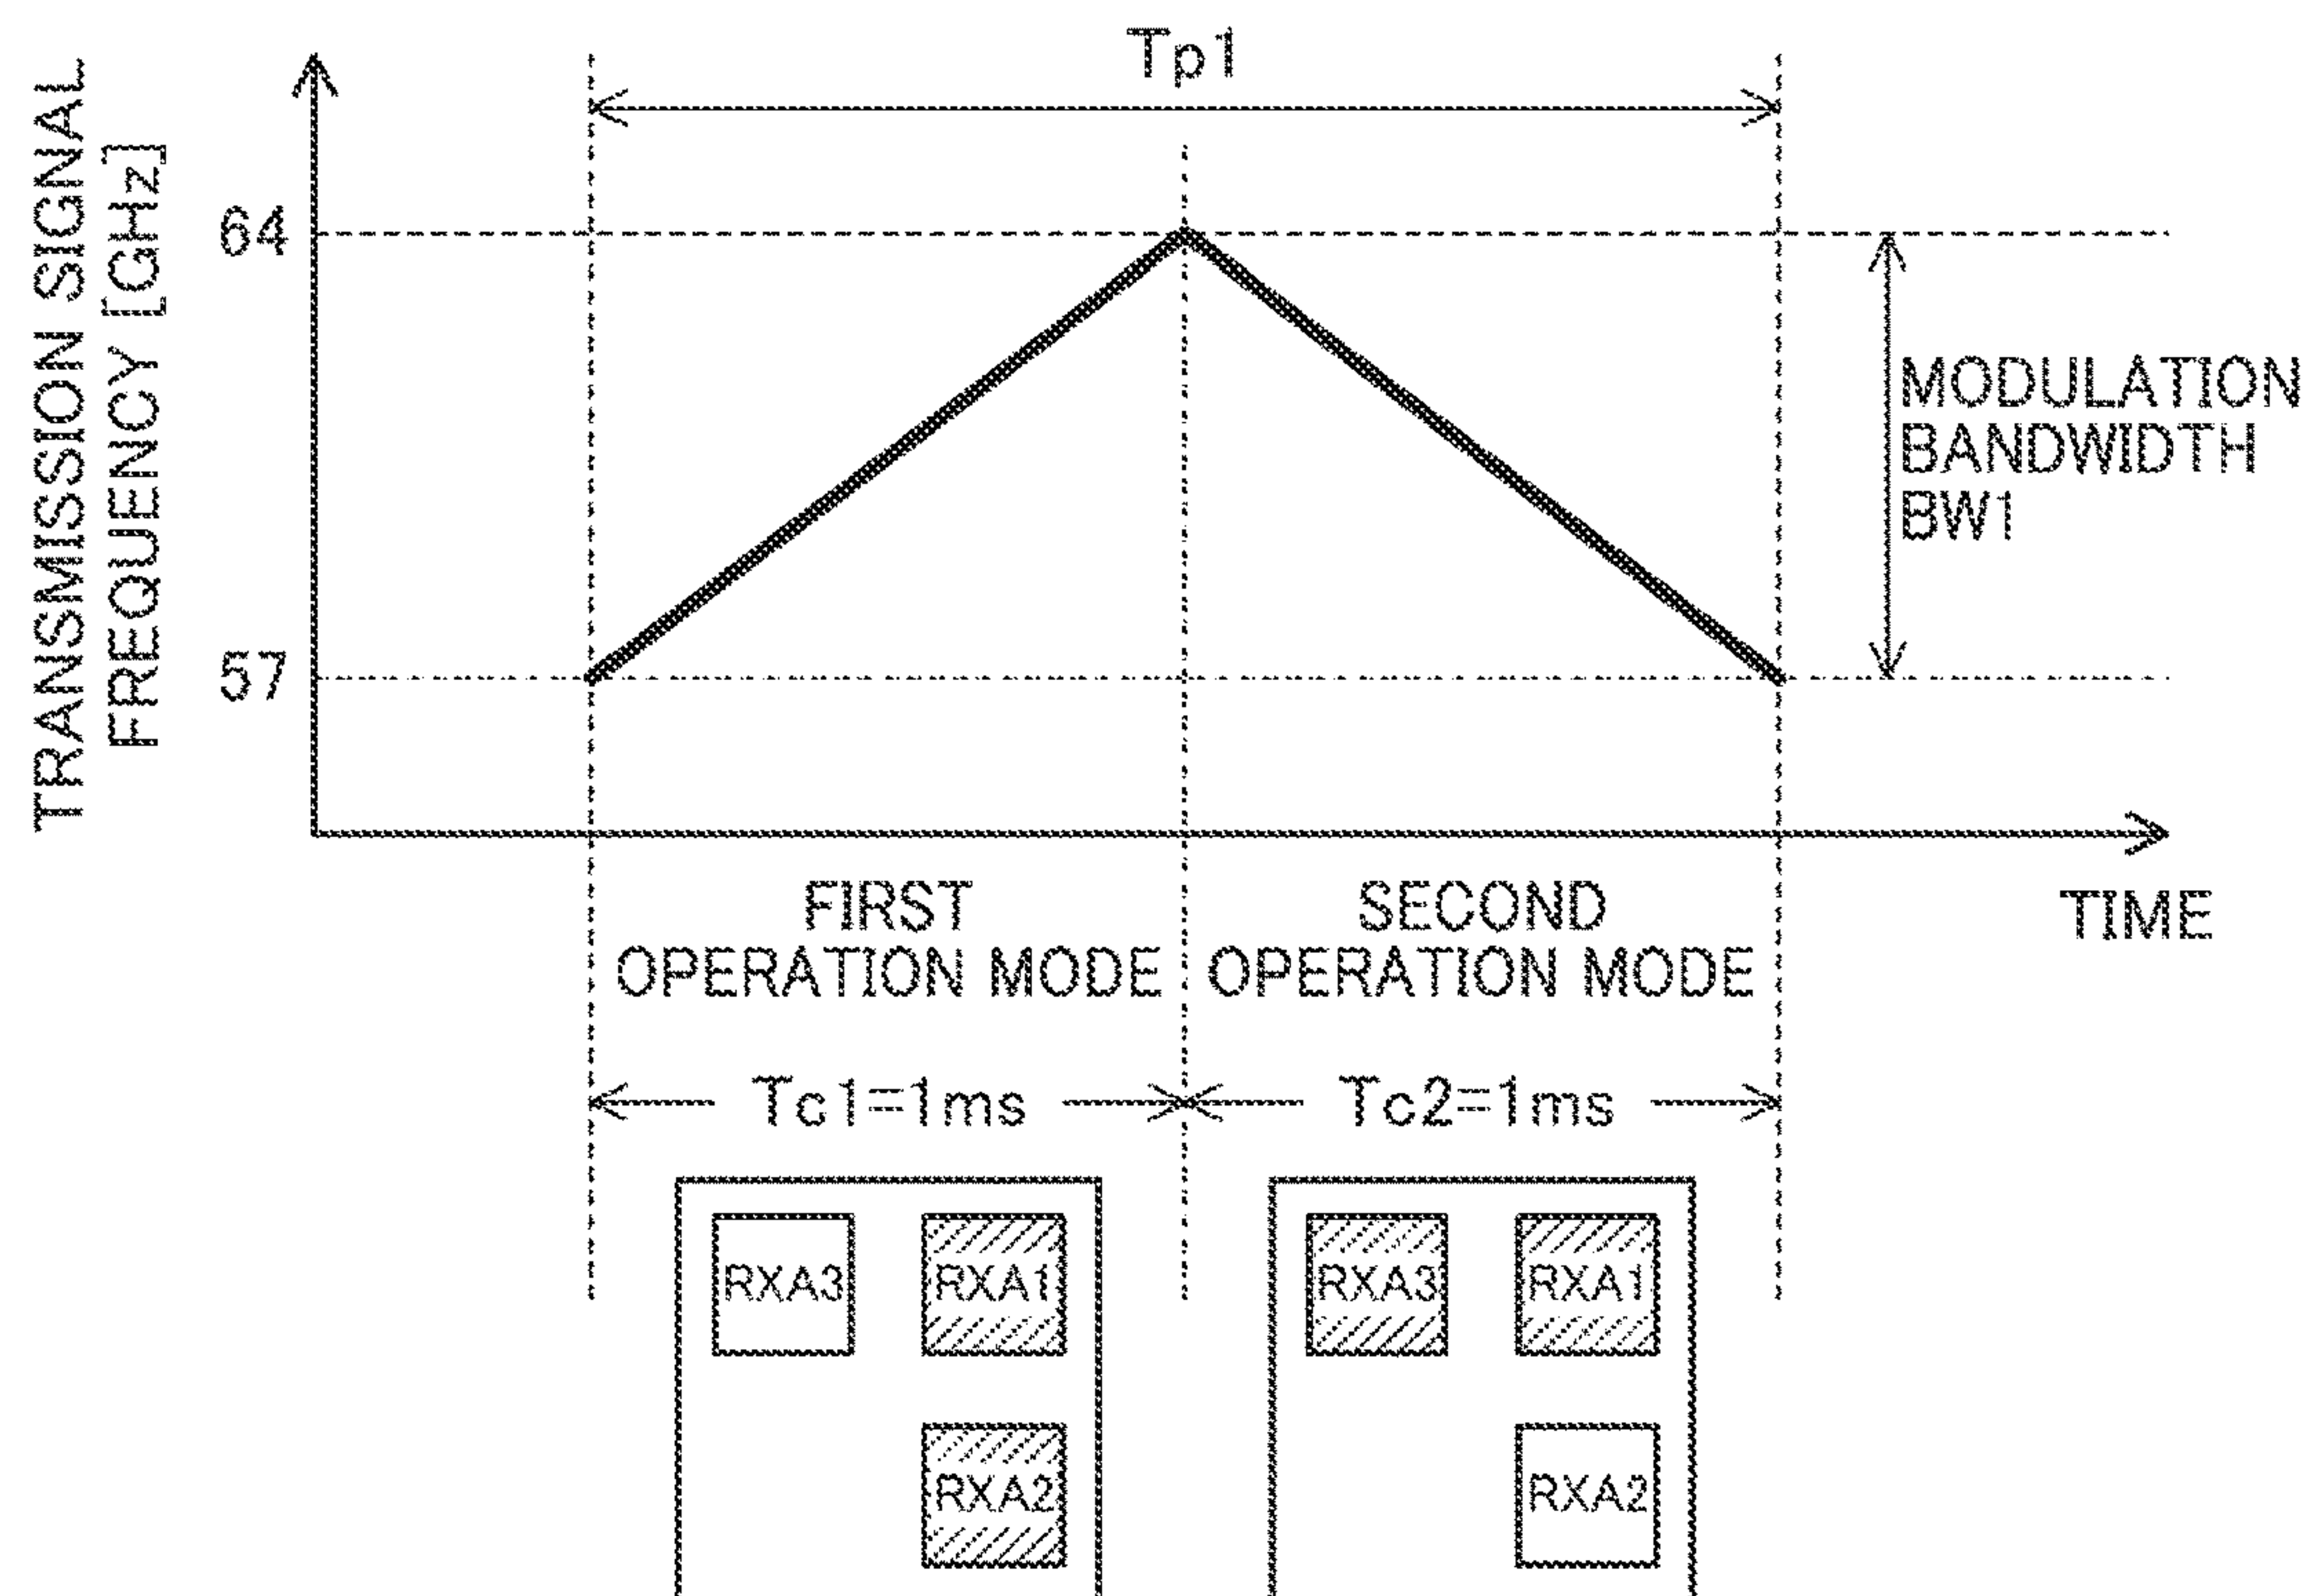 Tp1
TRANSMISSION SIGNAL
FREQUENCY [GHz]
64
57
MODULATION
BANDWIDTH
BW1
TIME
FIRST
OPERATION MODE
SECOND
OPERATION MODE
Tc1=1ms
Tc2=1ms
RXA3
RXA1
RXA2
RXA3
RXA1
RXA2